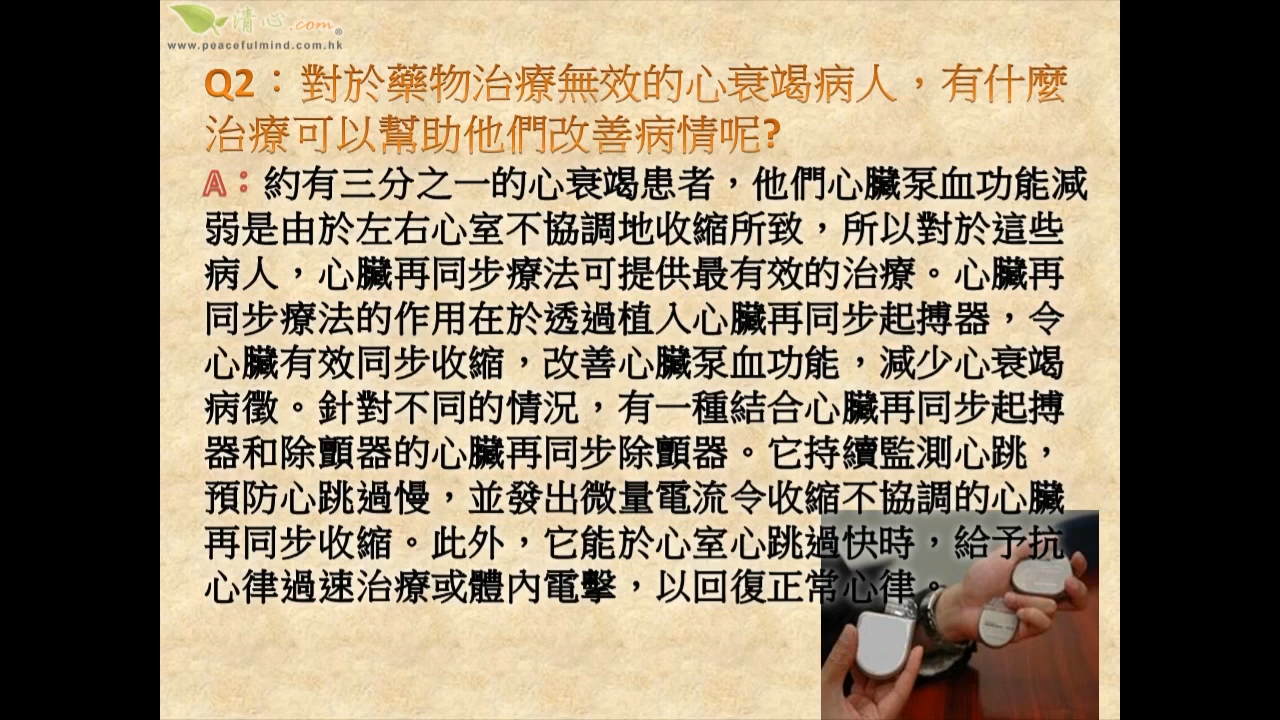 清心.com®
www.peacefulmind.com.hk
Q2：對於藥物治療無效的心衰竭病人，有什麼
治療可以幫助他們改善病情呢?
A：約有三分之一的心衰竭患者，他們心臟泵血功能減
弱是由於左右心室不協調地收縮所致，所以對於這些
病人，心臟再同步療法可提供最有效的治療。心臟再
同步療法的作用在於透過植入心臟再同步起搏器，令
心臟有效同步收縮，改善心臟泵血功能，減少心衰竭
病徵。針對不同的情況，有一種結合心臟再同步起搏
器和除顫器的心臟再同步除顫器。它持續監測心跳，
預防心跳過慢，並發出微量電流令收縮不協調的心臟
再同步收縮。此外，它能於心室心跳過快時，給予抗
心律過速治療或體內電擊，以回復正常心律。